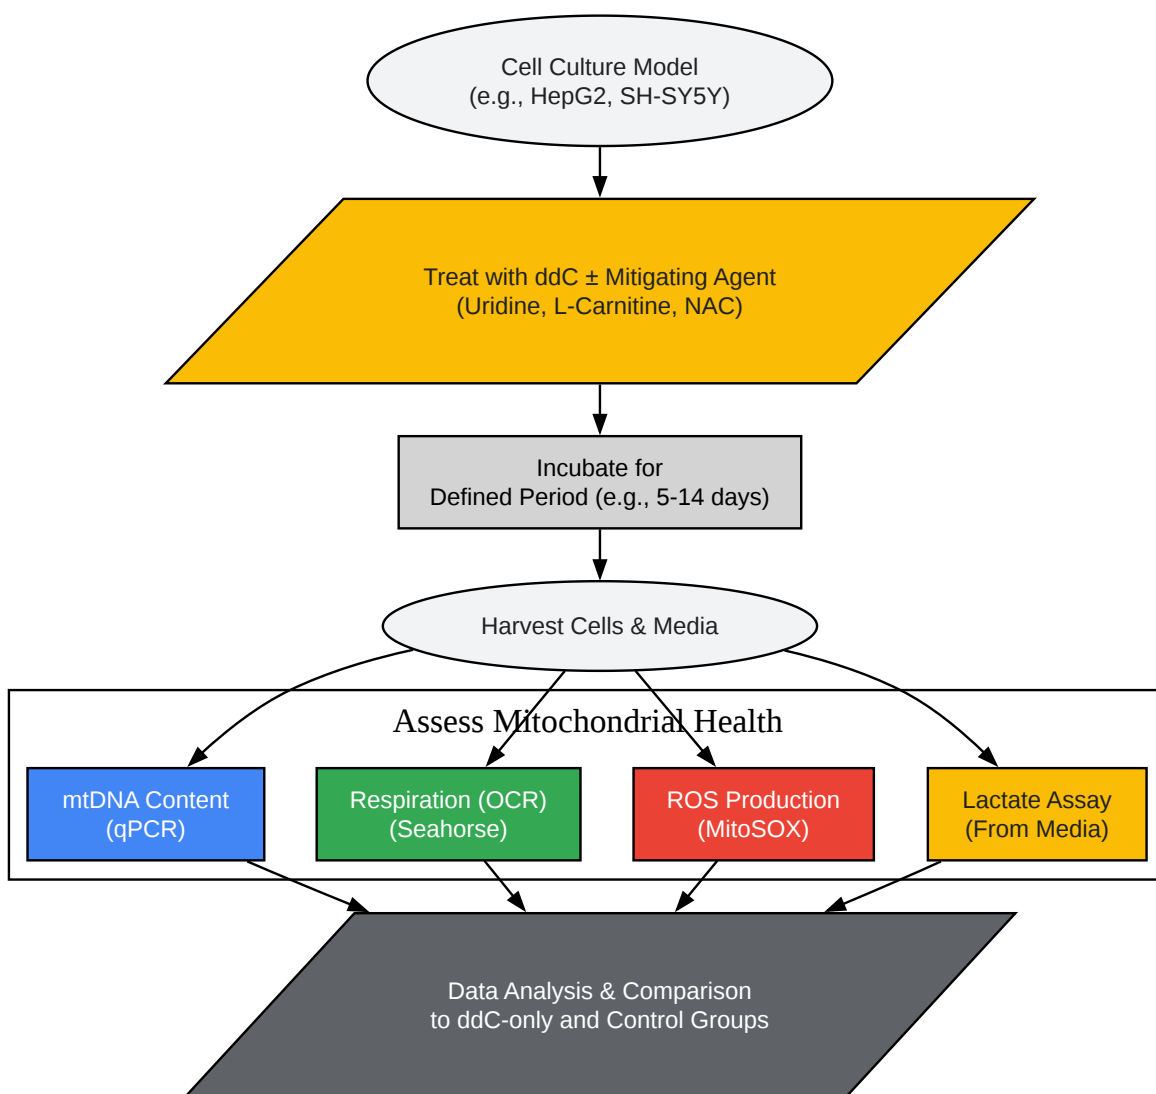 Cell Culture Model
(e.g., HepG2, SH-SY5Y)
Treat with ddC ± Mitigating Agent
(Uridine, L-Carnitine, NAC)
Incubate for
Defined Period (e.g., 5-14 days)
Harvest Cells & Media
Assess Mitochondrial Health
mtDNA Content
(qPCR)
Respiration (OCR)
(Seahorse)
ROS Production
(MitoSOX)
Lactate Assay
(From Media)
Data Analysis & Comparison
to ddC-only and Control Groups